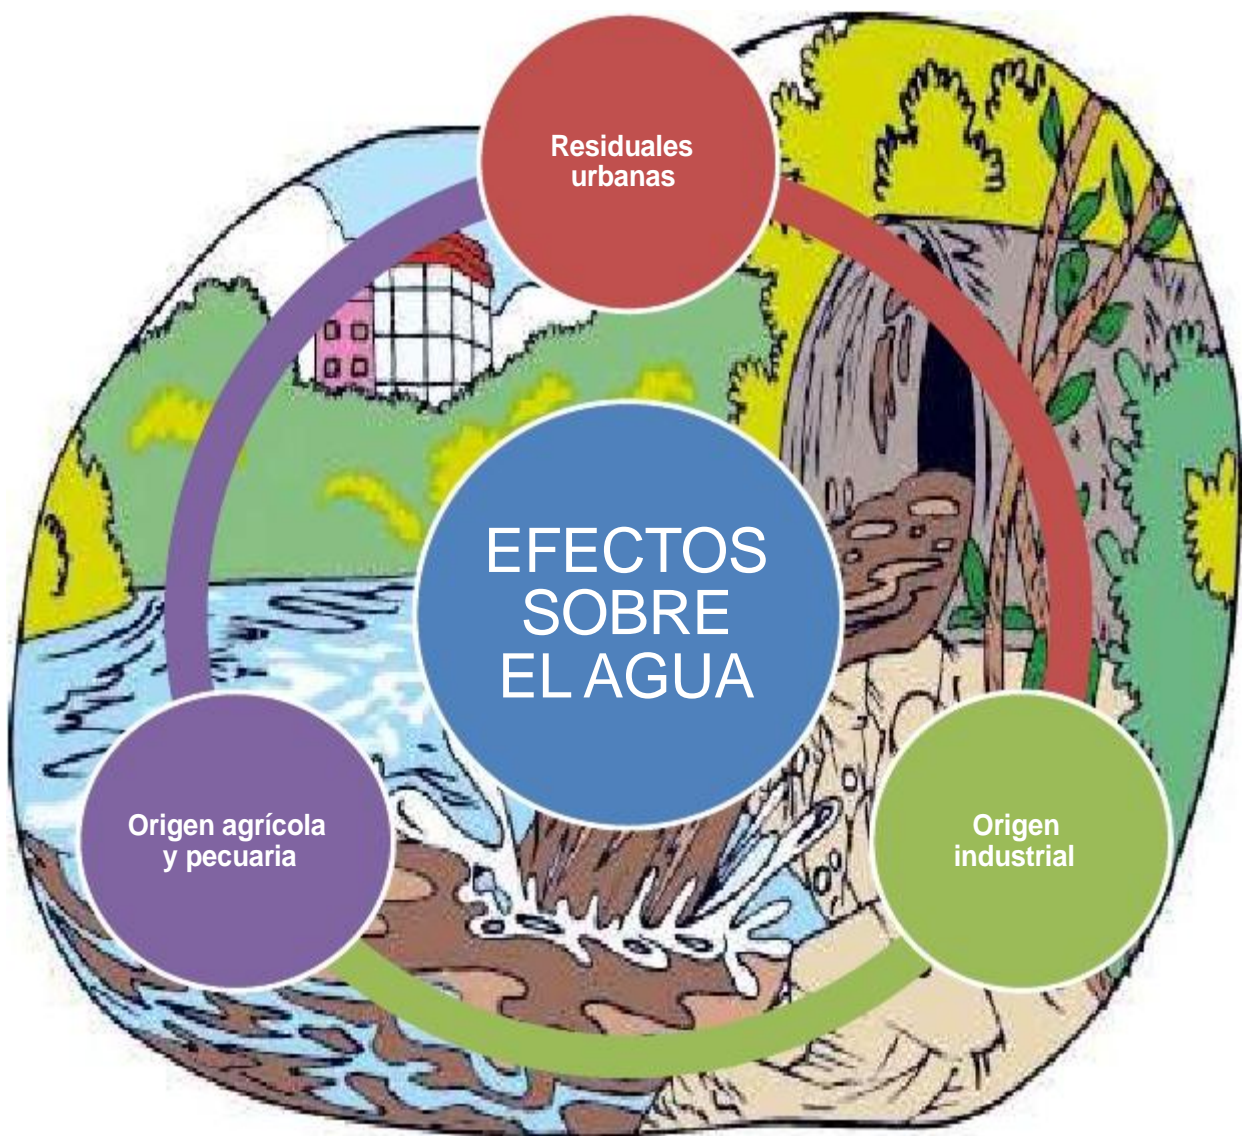 Residuales
urbanas
EFECTOS
SOBRE
EL AGUA
Origen agrícola
y pecuaria
Origen
industrial